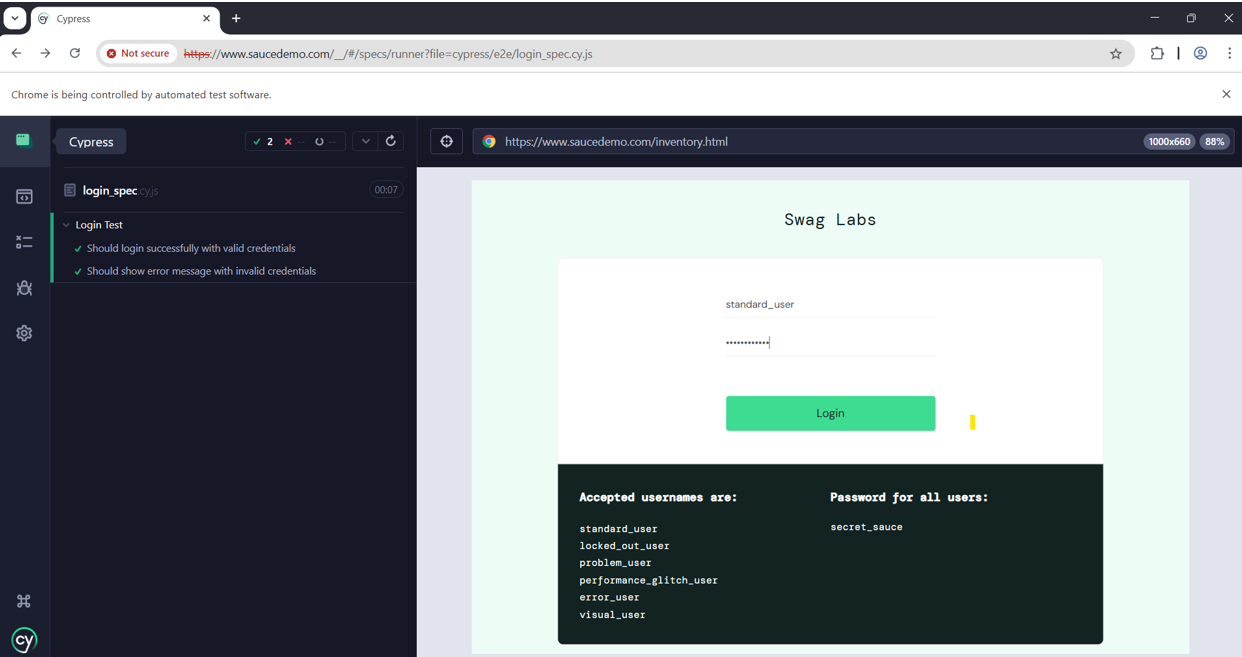 Cypress
Not secure https://www.saucedemo.com/__/#/specs/runner?file=cypress/e2e/login_spec.cy.js
Chrome is being controlled by automated test software.
Cypress
2 -- --
https://www.saucedemo.com/inventory.html
1000x660 88%
login_spec.cy.js 00:07
Login Test
Should login successfully with valid credentials
Should show error message with invalid credentials
Swag Labs
standard_user
••••••••••••
Login
Accepted usernames are:
standard_user
locked_out_user
problem_user
performance_glitch_user
error_user
visual_user
Password for all users:
secret_sauce
cy